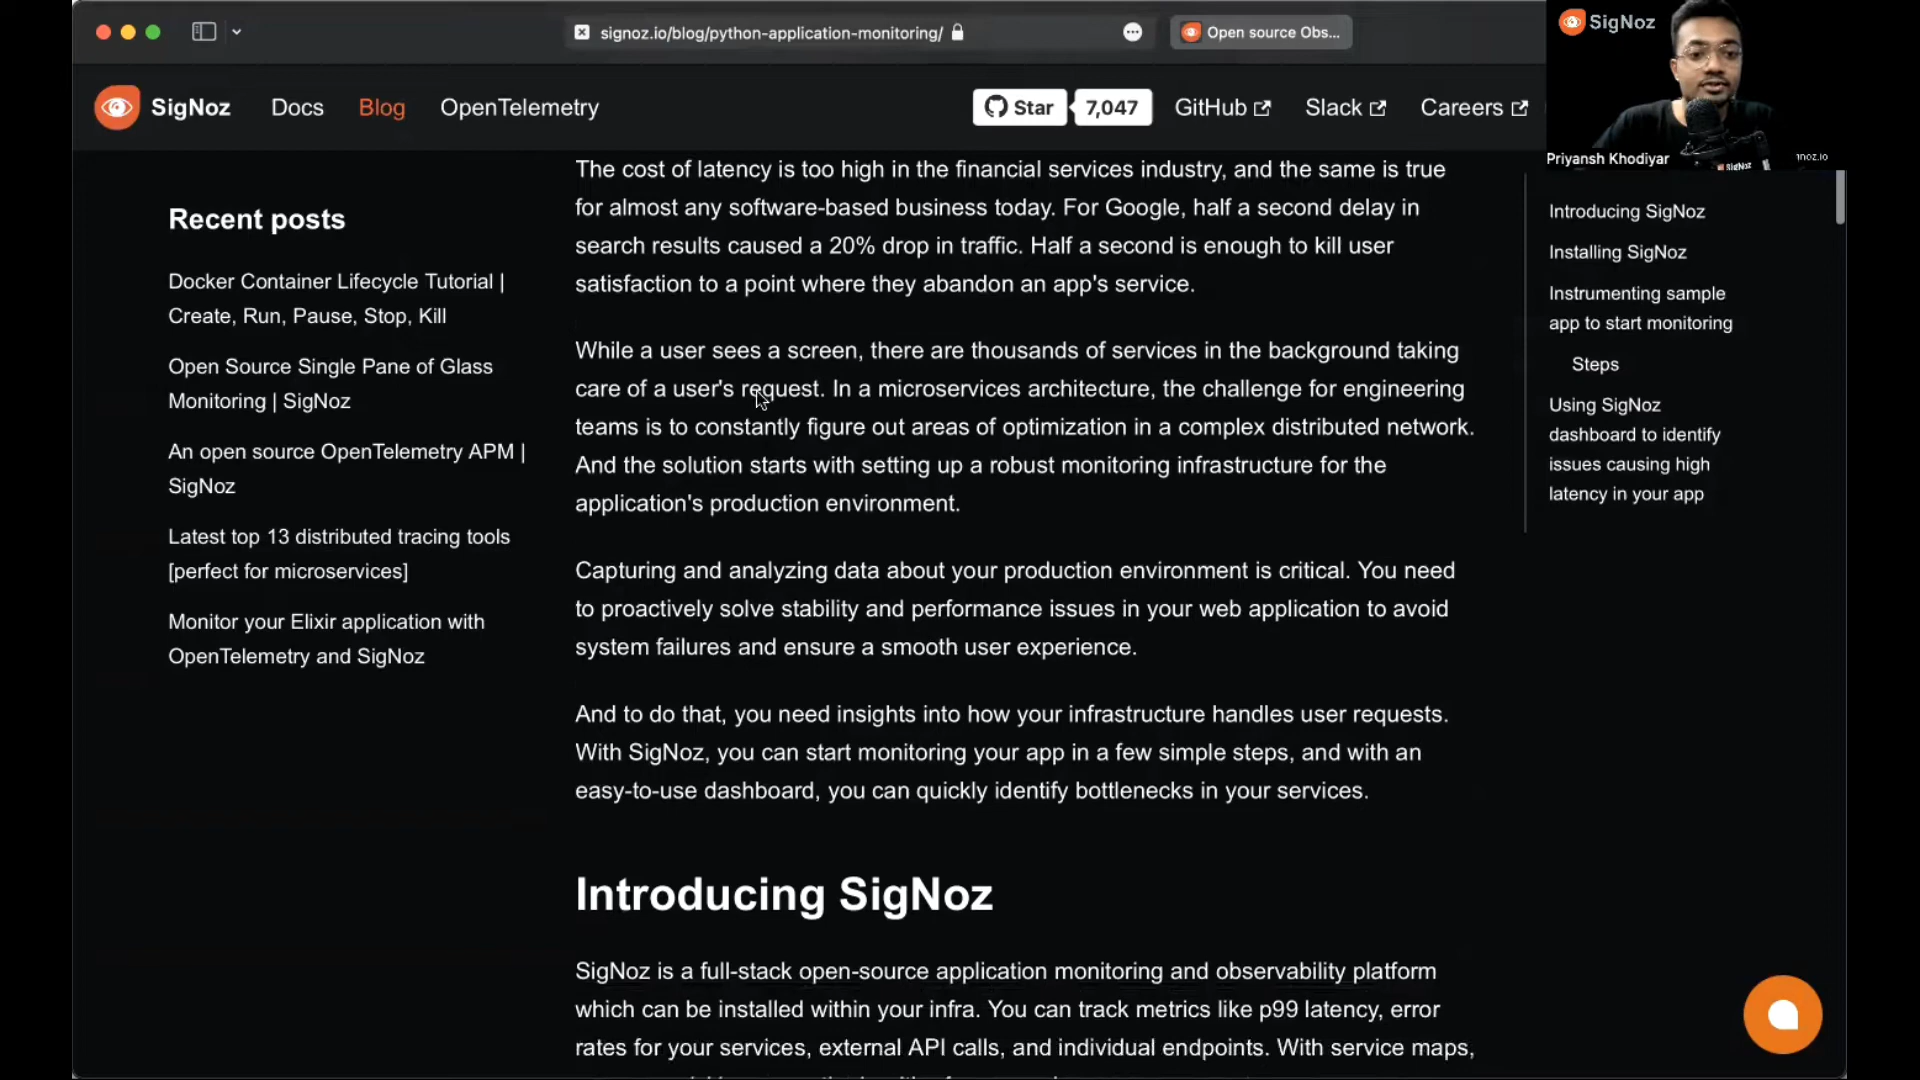 signoz.io/blog/python-application-monitoring/
Open source Obs...
SigNoz
SigNoz
Docs
Blog
OpenTelemetry
Star
7,047
GitHub
Slack
Careers
Priyansh Khodiyar
SigNoz
Recent posts
Docker Container Lifecycle Tutorial |
Create, Run, Pause, Stop, Kill
Open Source Single Pane of Glass
Monitoring | SigNoz
An open source OpenTelemetry APM |
SigNoz
Latest top 13 distributed tracing tools
[perfect for microservices]
Monitor your Elixir application with
OpenTelemetry and SigNoz
The cost of latency is too high in the financial services industry, and the same is true
for almost any software-based business today. For Google, half a second delay in
search results caused a 20% drop in traffic. Half a second is enough to kill user
satisfaction to a point where they abandon an app's service.
While a user sees a screen, there are thousands of services in the background taking
care of a user's request. In a microservices architecture, the challenge for engineering
teams is to constantly figure out areas of optimization in a complex distributed network.
And the solution starts with setting up a robust monitoring infrastructure for the
application's production environment.
Capturing and analyzing data about your production environment is critical. You need
to proactively solve stability and performance issues in your web application to avoid
system failures and ensure a smooth user experience.
And to do that, you need insights into how your infrastructure handles user requests.
With SigNoz, you can start monitoring your app in a few simple steps, and with an
easy-to-use dashboard, you can quickly identify bottlenecks in your services.
Introducing SigNoz
SigNoz is a full-stack open-source application monitoring and observability platform
which can be installed within your infra. You can track metrics like p99 latency, error
rates for your services, external API calls, and individual endpoints. With service maps,
Introducing SigNoz
Installing SigNoz
Instrumenting sample
app to start monitoring
Steps
Using SigNoz
dashboard to identify
issues causing high
latency in your app